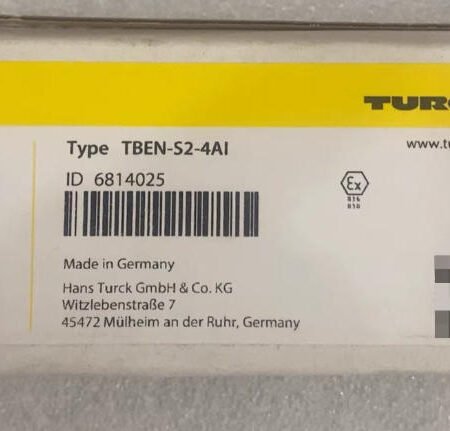 TURC
Type TBEN-S2-4AI
www.tu
ID 6814025
Ex
Made in Germany
Hans Turck GmbH & Co. KG
Witzlebenstraße 7
45472 Mülheim an der Ruhr, Germany